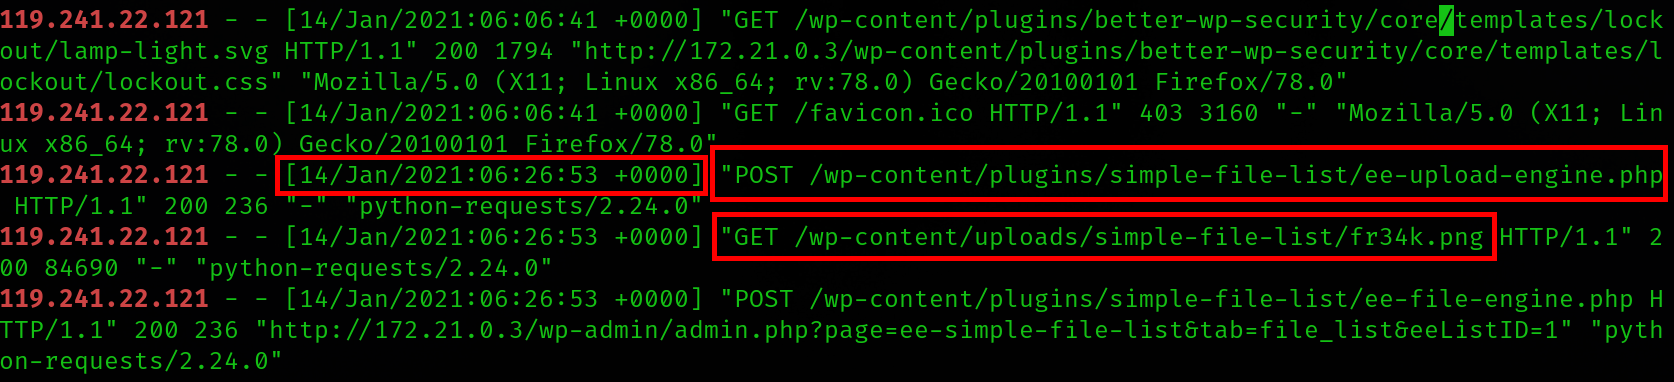 119.241.22.121 - - [14/Jan/2021:06:06:41 +0000] "GET /wp-content/plugins/better-wp-security/core/templates/lock
out/lamp-light.svg HTTP/1.1" 200 1794 "http://172.21.0.3/wp-content/plugins/better-wp-security/core/templates/l
ockout/lockout.css" "Mozilla/5.0 (X11; Linux x86_64; rv:78.0) Gecko/20100101 Firefox/78.0"
119.241.22.121 - - [14/Jan/2021:06:06:41 +0000] "GET /favicon.ico HTTP/1.1" 403 3160 "-" "Mozilla/5.0 (X11; Lin
ux x86_64; rv:78.0) Gecko/20100101 Firefox/78.0"
119.241.22.121 - - [14/Jan/2021:06:26:53 +0000] "POST /wp-content/plugins/simple-file-list/ee-upload-engine.php
 HTTP/1.1" 200 236 "-" "python-requests/2.24.0"
119.241.22.121 - - [14/Jan/2021:06:26:53 +0000] "GET /wp-content/uploads/simple-file-list/fr34k.png HTTP/1.1" 2
00 84690 "-" "python-requests/2.24.0"
119.241.22.121 - - [14/Jan/2021:06:26:53 +0000] "POST /wp-content/plugins/simple-file-list/ee-file-engine.php H
TTP/1.1" 200 236 "http://172.21.0.3/wp-admin/admin.php?page=ee-simple-file-list&tab=file_list&eeListID=1" "pyth
on-requests/2.24.0"